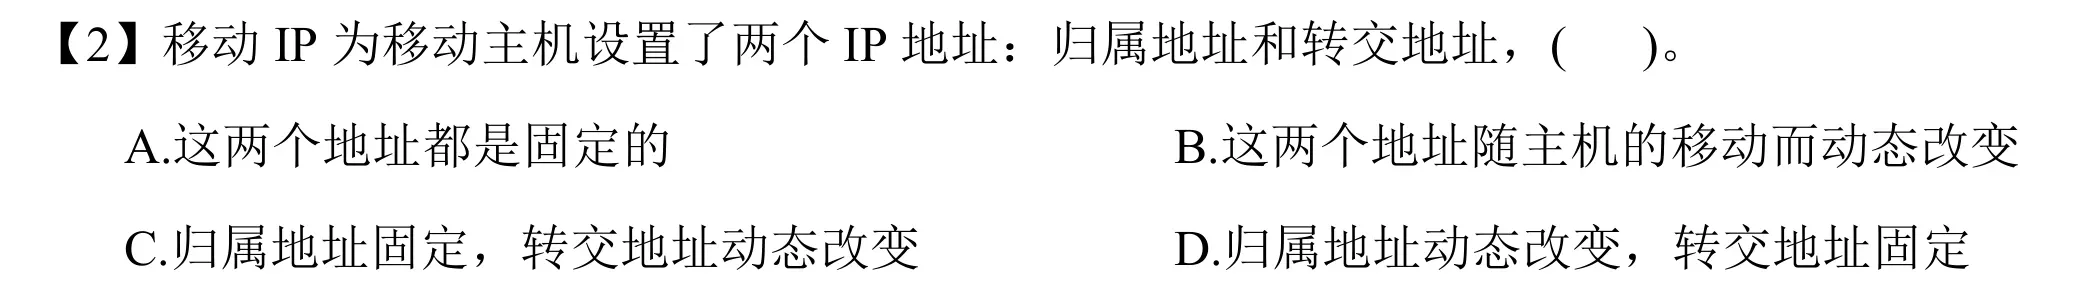 【2】移动 IP 为移动主机设置了两个 IP 地址：归属地址和转交地址，(    )。
A.这两个地址都是固定的    B.这两个地址随主机的移动而动态改变
C.归属地址固定，转交地址动态改变    D.归属地址动态改变，转交地址固定